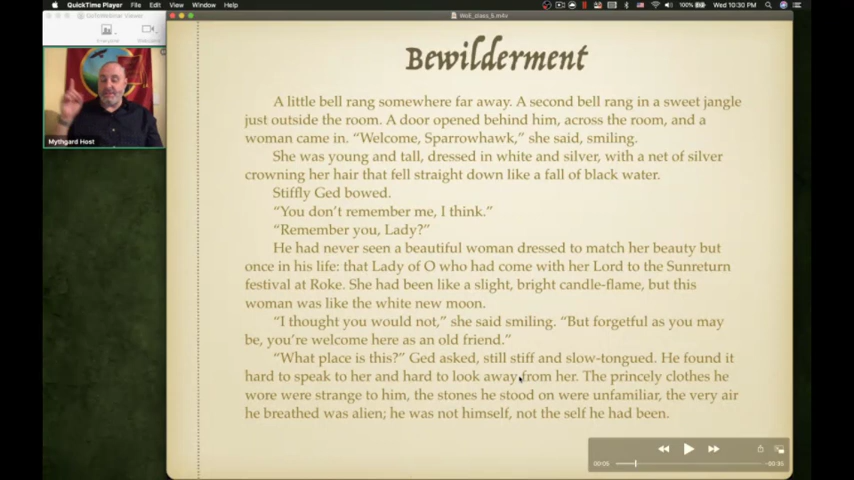 QuickTime Player File Edit View Window Help
100% Wed 10:30 PM
GoToWebinar Viewer
WoE_class_5.m4v
Mythgard Host
Bewilderment
A little bell rang somewhere far away. A second bell rang in a sweet jangle
just outside the room. A door opened behind him, across the room, and a
woman came in. “Welcome, Sparrowhawk,” she said, smiling.
She was young and tall, dressed in white and silver, with a net of silver
crowning her hair that fell straight down like a fall of black water.
Stiffly Ged bowed.
“You don’t remember me, I think.”
“Remember you, Lady?”
He had never seen a beautiful woman dressed to match her beauty but
once in his life: that Lady of O who had come with her Lord to the Sunreturn
festival at Roke. She had been like a slight, bright candle-flame, but this
woman was like the white new moon.
“I thought you would not,” she said smiling. “But forgetful as you may
be, you’re welcome here as an old friend.”
“What place is this?” Ged asked, still stiff and slow-tongued. He found it
hard to speak to her and hard to look away from her. The princely clothes he
wore were strange to him, the stones he stood on were unfamiliar, the very air
he breathed was alien; he was not himself, not the self he had been.
00:05